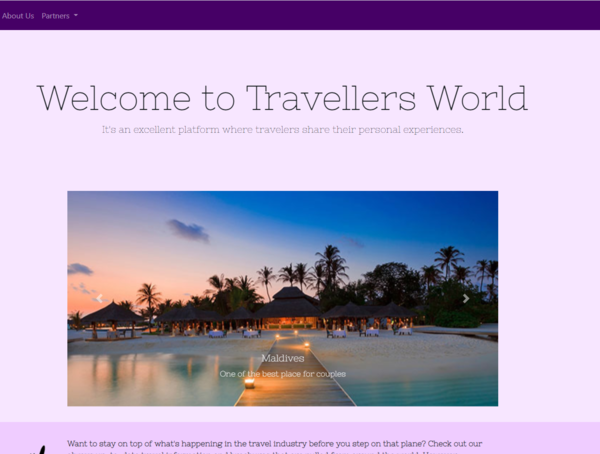 About Us Partners
Welcome to Travellers World
It's an excellent platform where travelers share their personal experiences.
Maldives
One of the best place for couples
Want to stay on top of what's happening in the travel industry before you step on that plane? Check out our